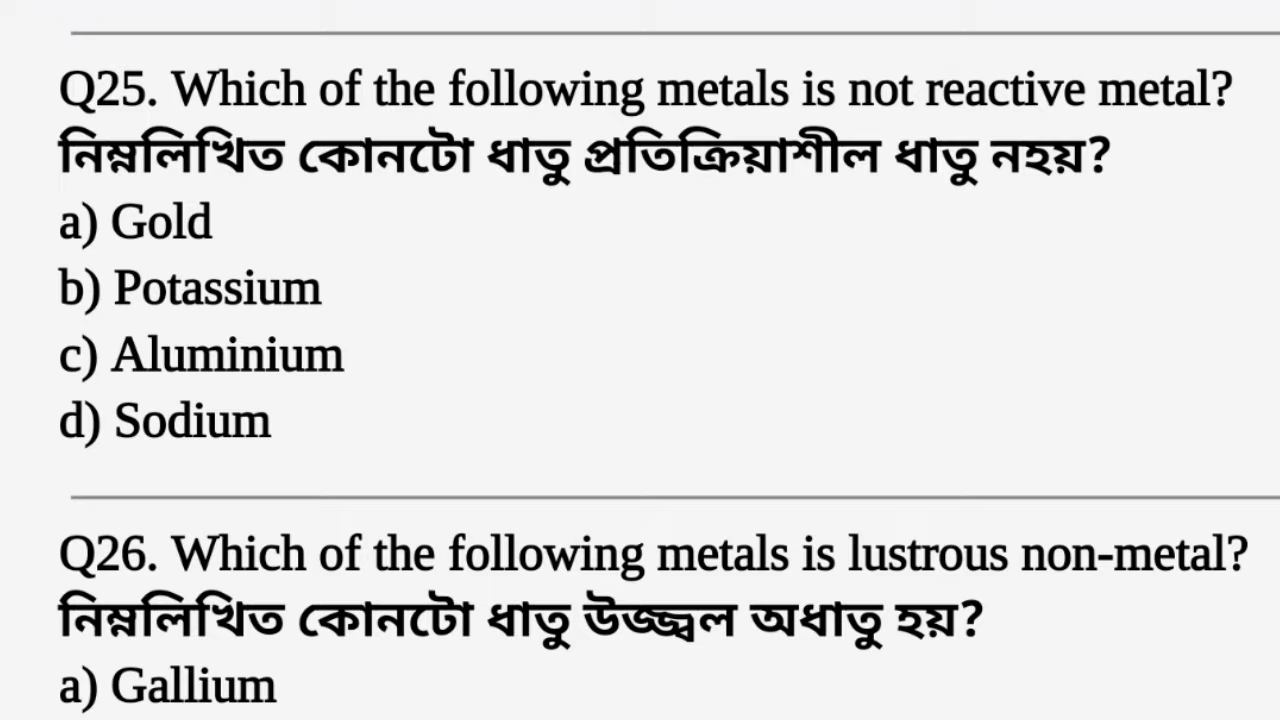 Q25. Which of the following metals is not reactive metal?
নিম্নলিখিত কোনটো ধাতু প্ৰতিক্ৰিয়াশীল ধাতু নহয়?
a) Gold
b) Potassium
c) Aluminium
d) Sodium
Q26. Which of the following metals is lustrous non-metal?
নিম্নলিখিত কোনটো ধাতু উজ্জ্বল অধাতু হয়?
a) Gallium